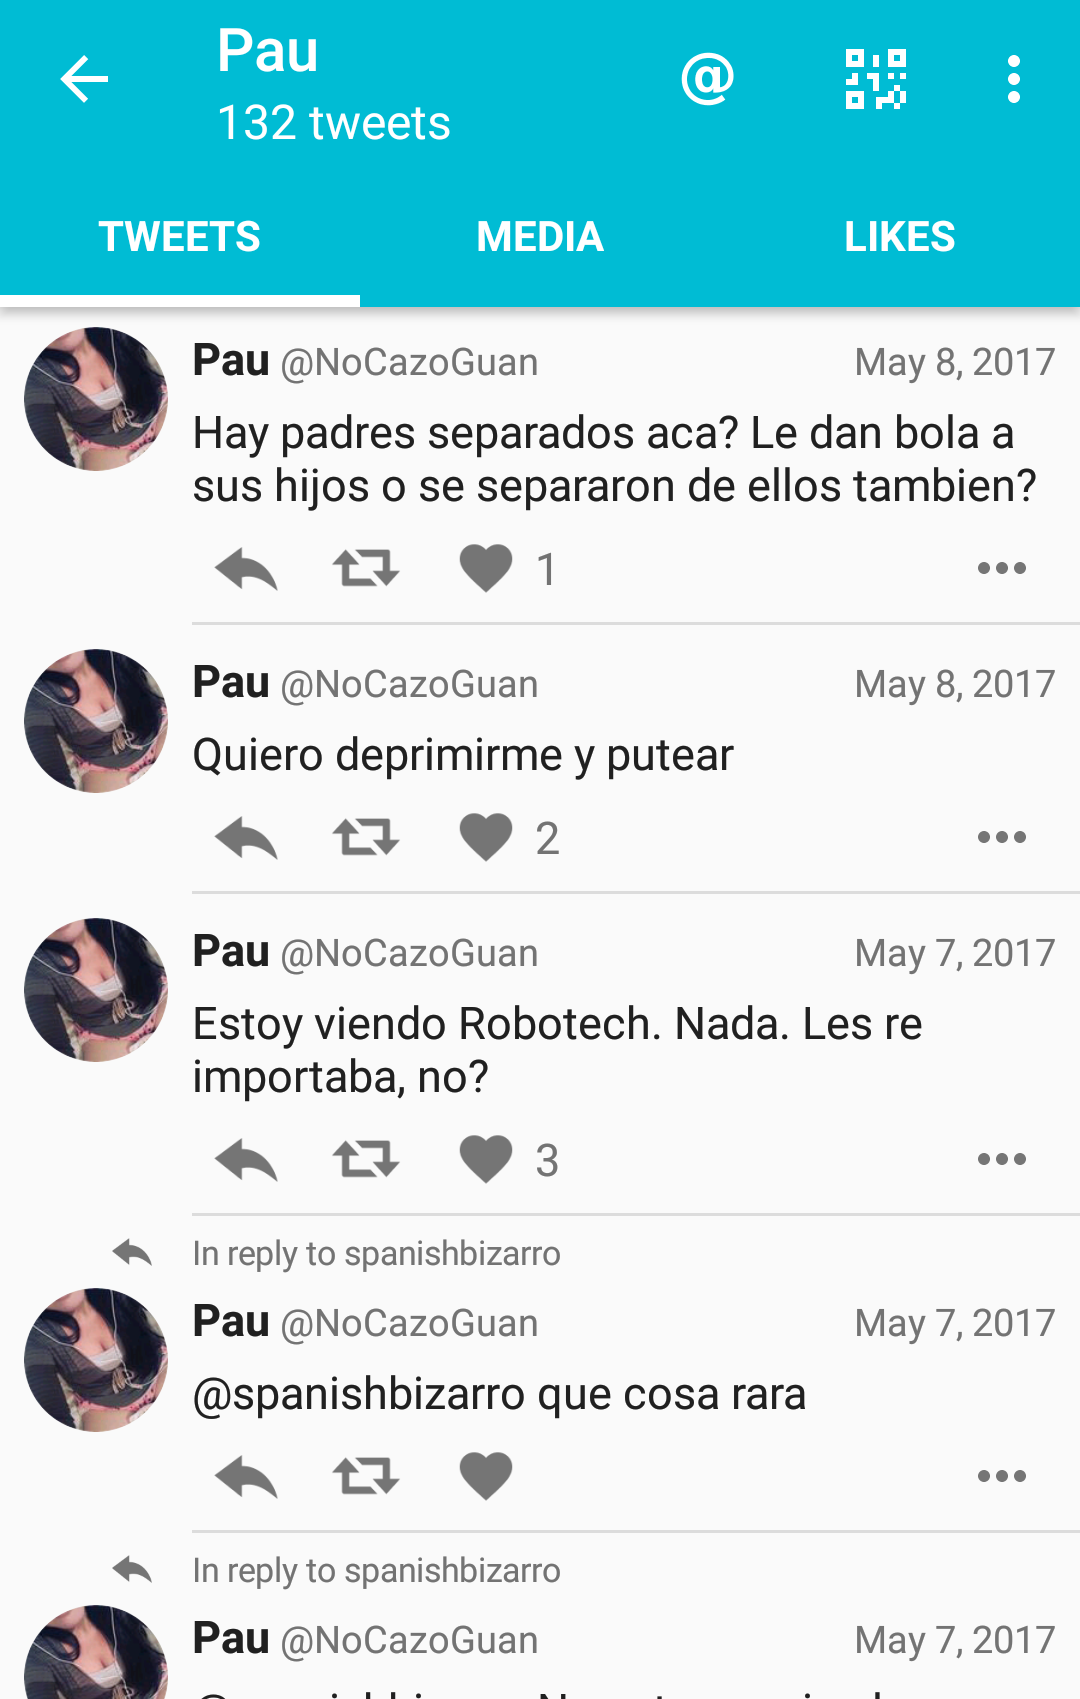 Pau
132 tweets
@
TWEETS
MEDIA
LIKES
Pau @NoCazoGuan May 8, 2017
Hay padres separados aca? Le dan bola a
sus hijos o se separaron de ellos tambien?
1
Pau @NoCazoGuan May 8, 2017
Quiero deprimirme y putear
2
Pau @NoCazoGuan May 7, 2017
Estoy viendo Robotech. Nada. Les re
importaba, no?
3
In reply to spanishbizarro
Pau @NoCazoGuan May 7, 2017
@spanishbizarro que cosa rara
In reply to spanishbizarro
Pau @NoCazoGuan May 7, 2017